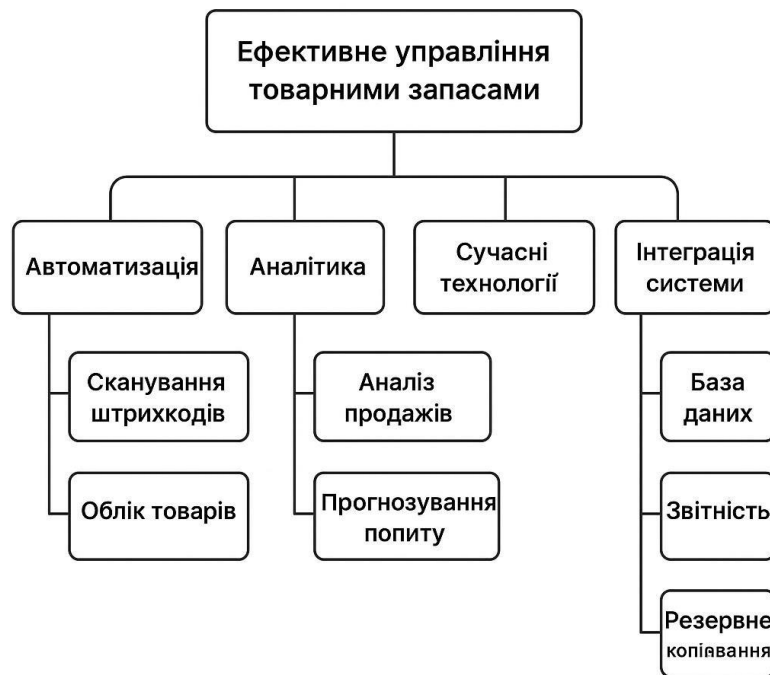 Ефективне управління
товарними запасами
Автоматизація
Аналітика
Сучасні
технології
Інтеграція
системи
Сканування
штрихкодів
Облік товарів
Аналіз
продажів
Прогнозування
попиту
База
даних
Звітність
Резервне